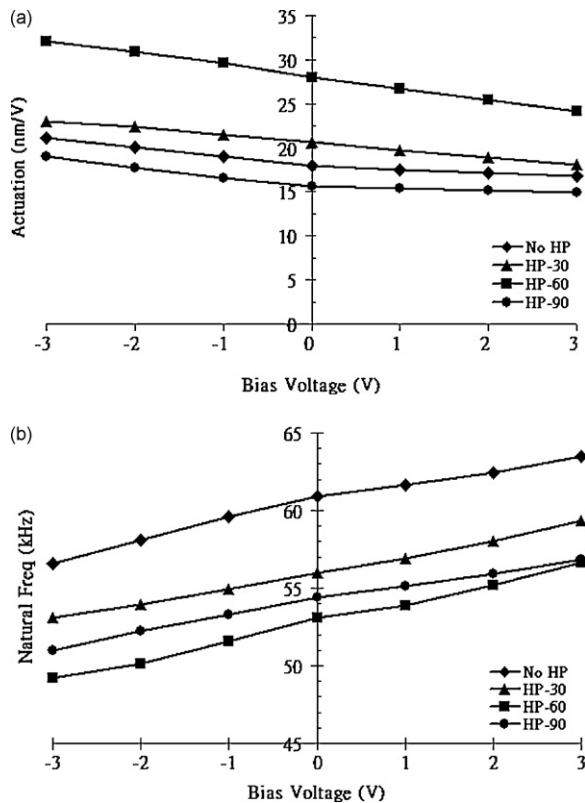 (a)
35
30
25
20
15
10
5
0
Actuation (nm/V)
No HP
HP-30
HP-60
HP-90
-3 -2 -1 0 1 2 3
Bias Voltage (V)
(b)
65
60
55
50
45
Natural Freq (kHz)
No HP
HP-30
HP-60
HP-90
-3 -2 -1 0 1 2 3
Bias Voltage (V)